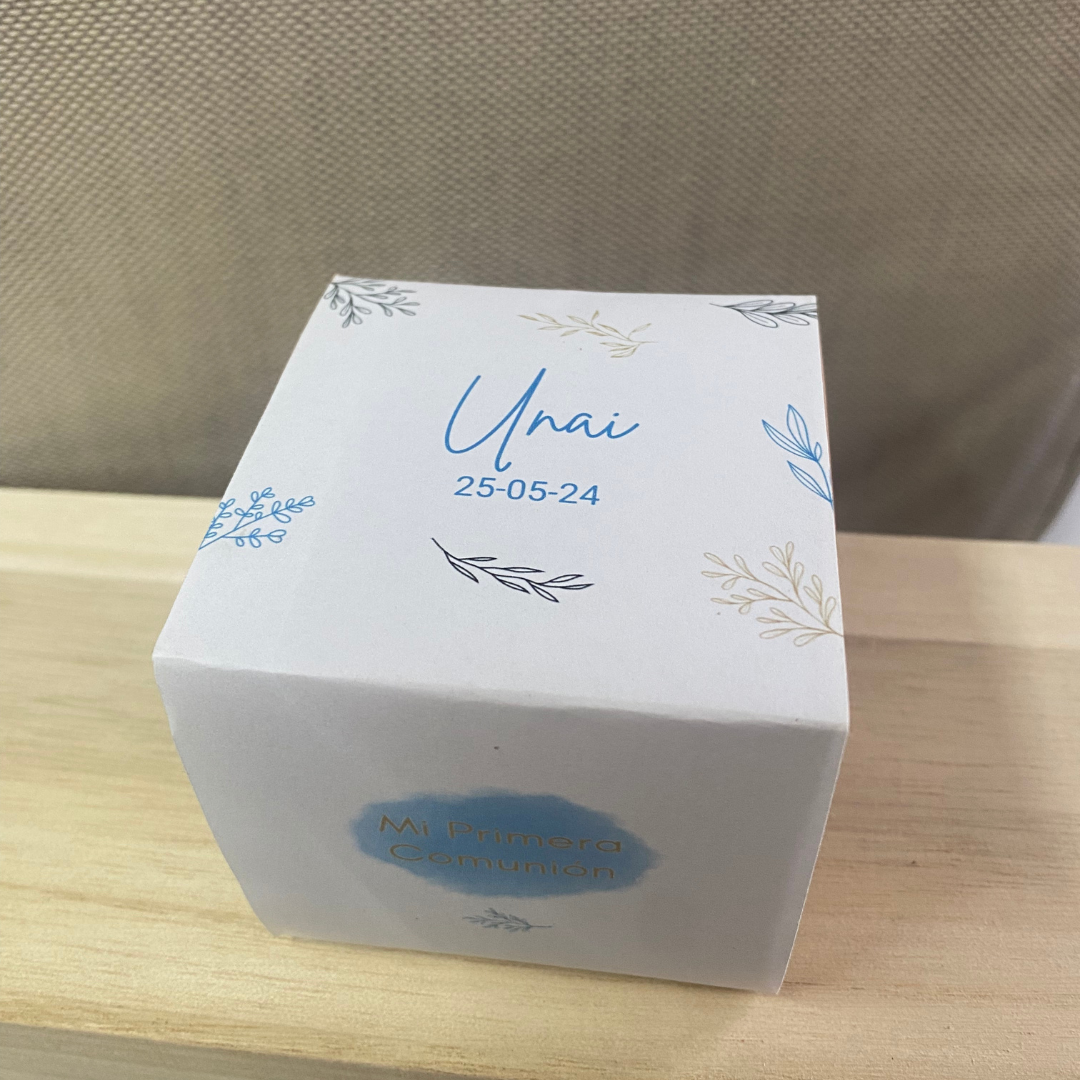 Unai
25-05-24
Mi Primera
Comunión